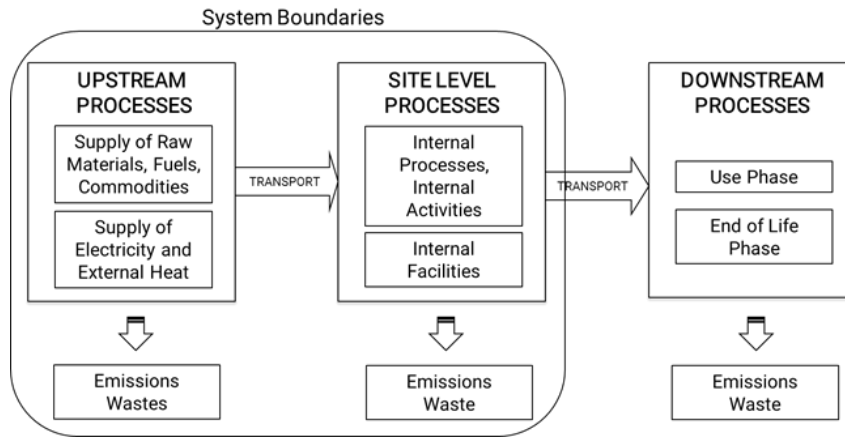 System Boundaries
UPSTREAM
PROCESSES
Supply of Raw
Materials, Fuels,
Commodities
Supply of
Electricity and
External Heat
TRANSPORT
SITE LEVEL
PROCESSES
Internal
Processes,
Internal
Activities
Internal
Facilities
TRANSPORT
DOWNSTREAM
PROCESSES
Use Phase
End of Life
Phase
Emissions
Wastes
Emissions
Waste
Emissions
Waste